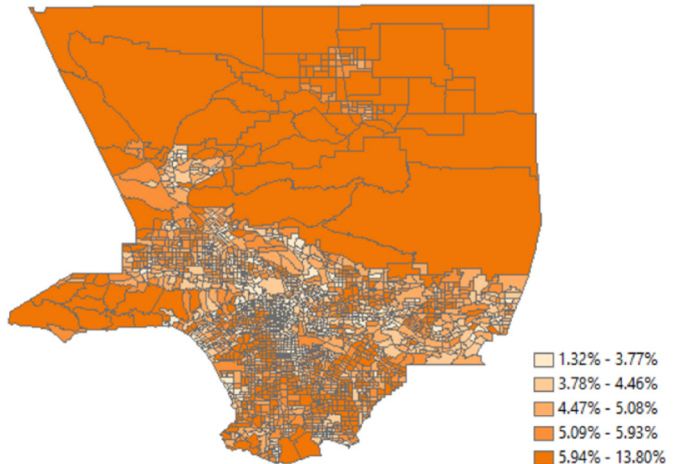 1.32% - 3.77%
3.78% - 4.46%
4.47% - 5.08%
5.09% - 5.93%
5.94% - 13.80%